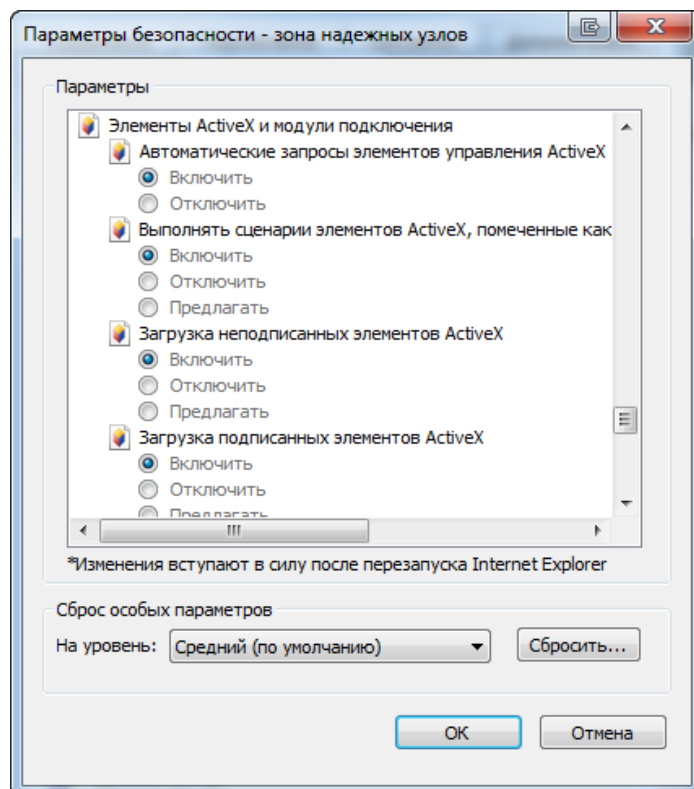 Параметры безопасности - зона надежных узлов
Параметры
Элементы ActiveX и модули подключения
Автоматические запросы элементов управления ActiveX
Включить
Отключить
Выполнять сценарии элементов ActiveX, помеченные как
Включить
Отключить
Предлагать
Загрузка неподписанных элементов ActiveX
Включить
Отключить
Предлагать
Загрузка подписанных элементов ActiveX
Включить
Отключить
Предлагать
*Изменения вступают в силу после перезапуска Internet Explorer
Сброс особых параметров
На уровень: Средний (по умолчанию) Сбросить...
ОК Отмена